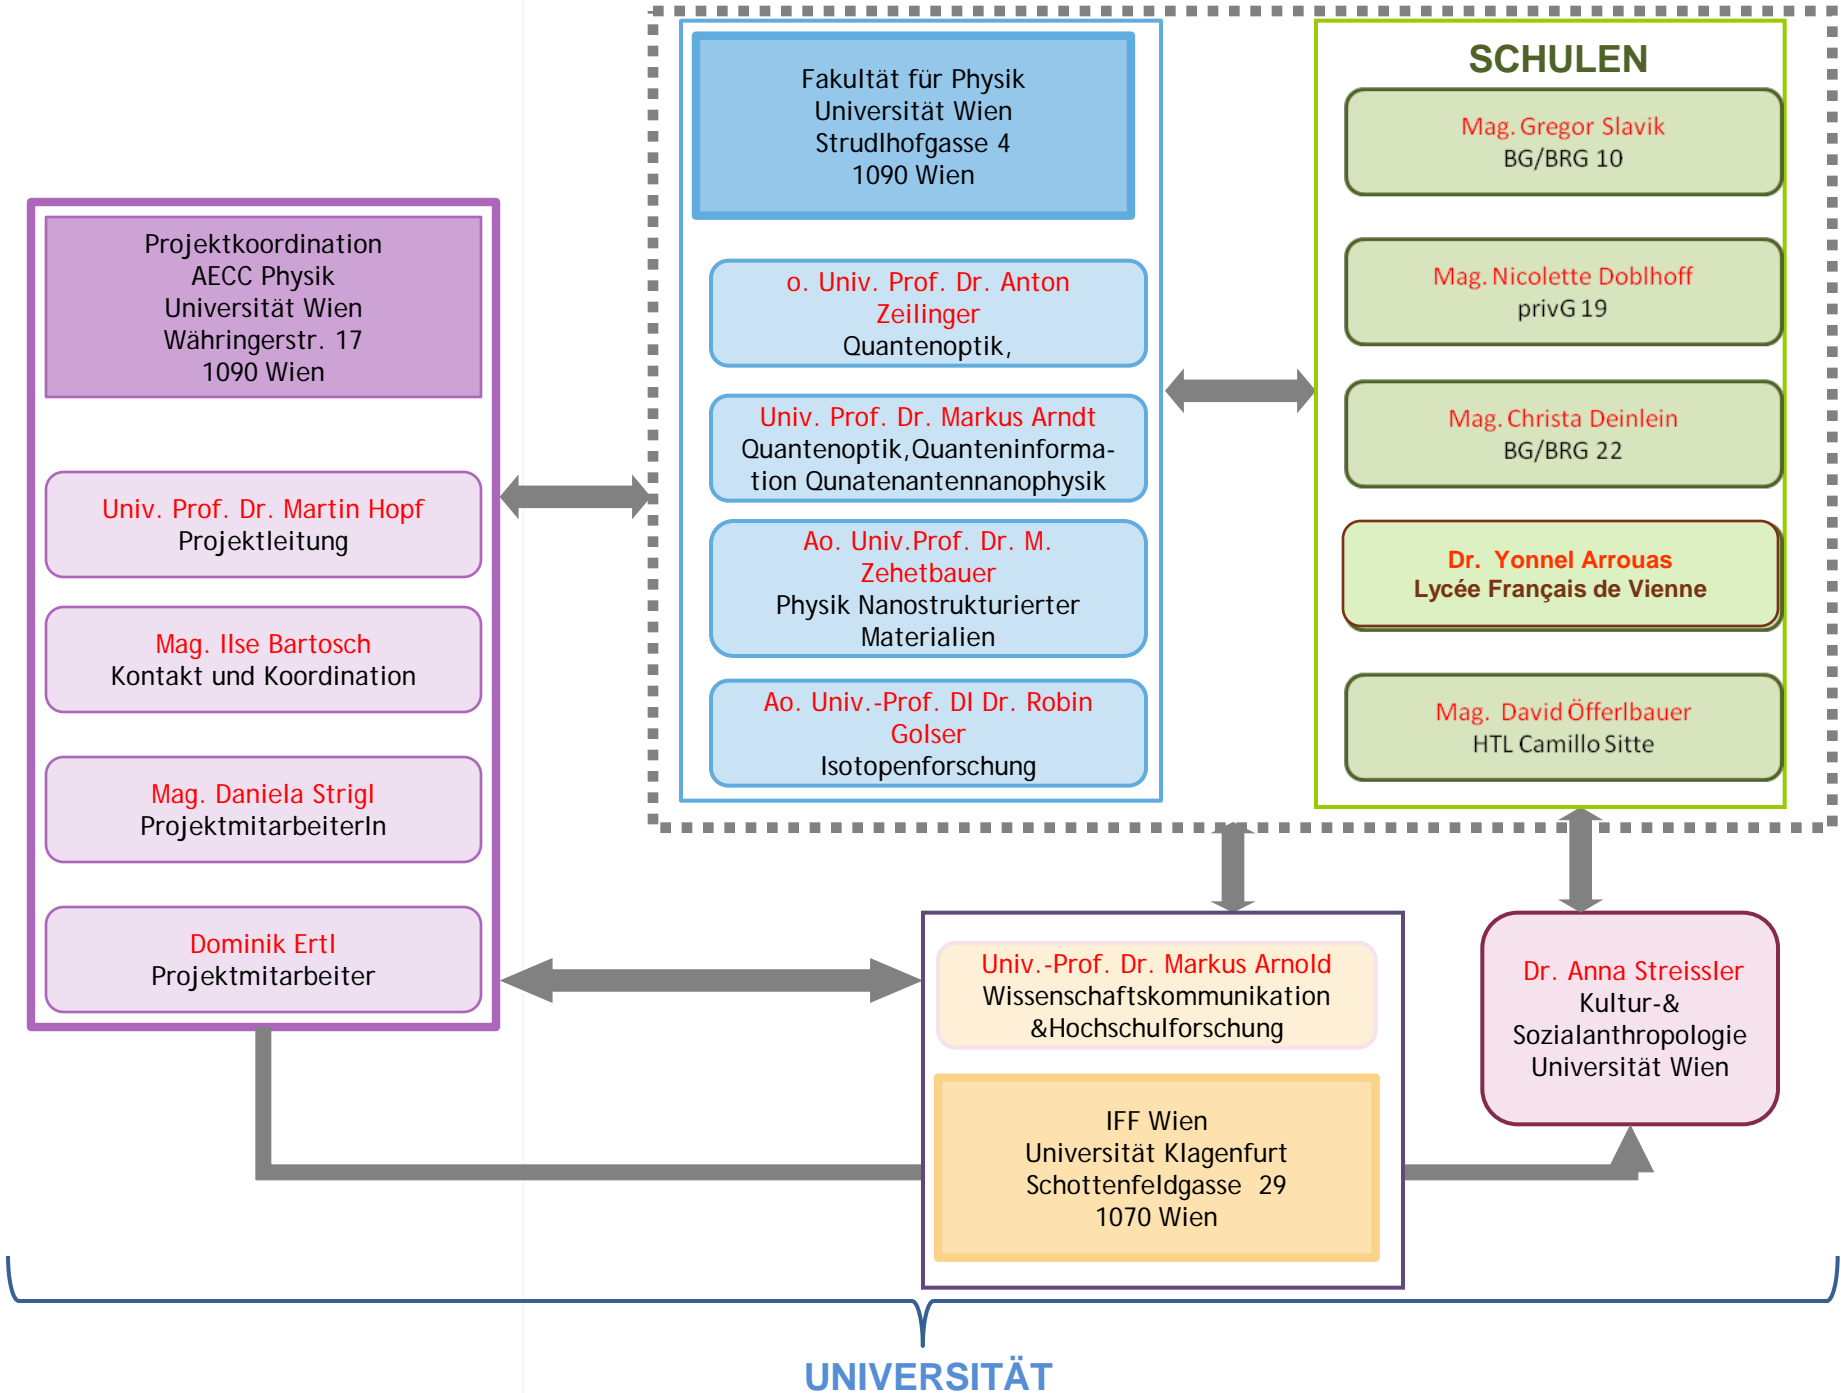 Projektkoordination
AECC Physik
Universität Wien
Währingerstr. 17
1090 Wien
Univ. Prof. Dr. Martin Hopf
Projektleitung
Mag. Ilse Bartosch
Kontakt und Koordination
Mag. Daniela Strigl
ProjektmitarbeiterIn
Dominik Ertl
Projektmitarbeiter
Fakultät für Physik
Universität Wien
Strudlhofgasse 4
1090 Wien
o. Univ. Prof. Dr. Anton
Zeilinger
Quantenoptik,
Univ. Prof. Dr. Markus Arndt
Quantenoptik,Quanteninforma-
tion Qunatenantennanophysik
Ao. Univ.Prof. Dr. M.
Zehetbauer
Physik Nanostrukturierter
Materialien
Ao. Univ.-Prof. DI Dr. Robin
Golser
Isotopenforschung
SCHULEN
Mag. Gregor Slavik
BG/BRG 10
Mag. Nicolette Doblhoff
privG 19
Mag. Christa Deinlein
BG/BRG 22
Dr. Yonnel Arrouas
Lycée Français de Vienne
Mag. David Öfferlbauer
HTL Camillo Sitte
Univ.-Prof. Dr. Markus Arnold
Wissenschaftskommunikation
&Hochschulforschung
IFF Wien
Universität Klagenfurt
Schottenfeldgasse 29
1070 Wien
Dr. Anna Streissler
Kultur-&
Sozialanthropologie
Universität Wien
UNIVERSITÄT